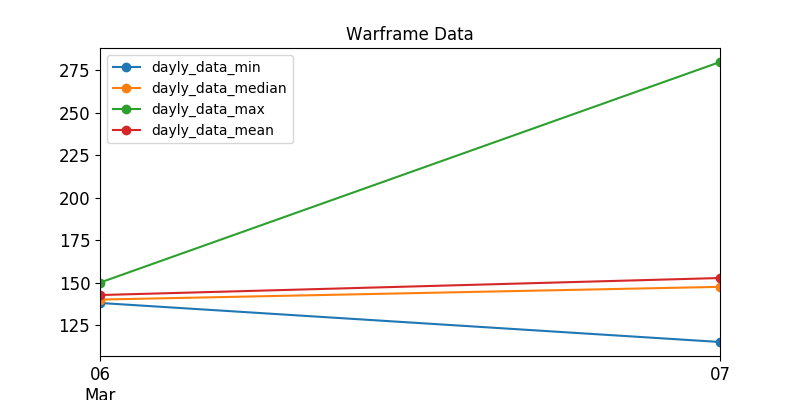 Warframe Data
dayly_data_min
dayly_data_median
dayly_data_max
dayly_data_mean
275
250
225
200
175
150
125
06
07
Mar